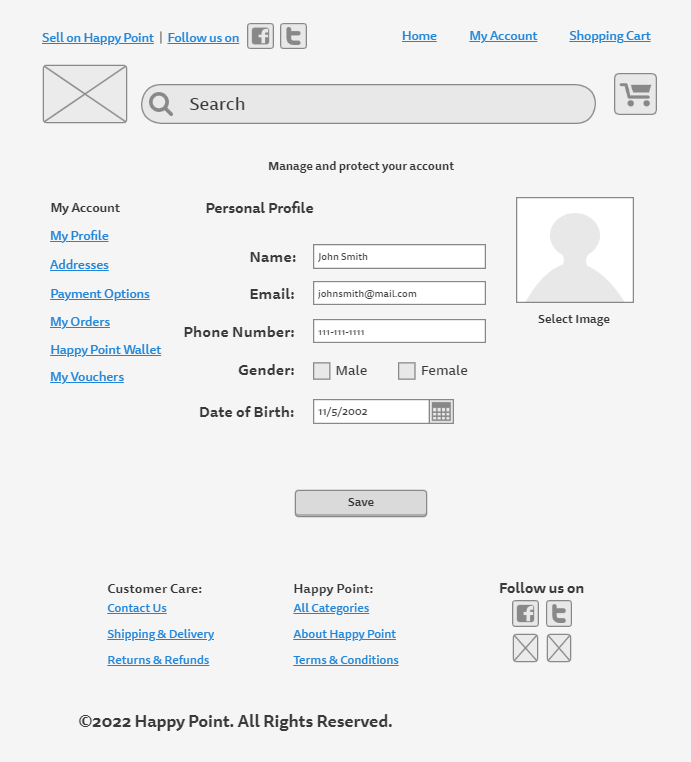 Sell on Happy Point | Follow us on
Home My Account Shopping Cart
Search
Manage and protect your account
My Account
My Profile
Addresses
Payment Options
My Orders
Happy Point Wallet
My Vouchers
Personal Profile
Name: John Smith
Email: johnsmith@mail.com
Phone Number: 111-111-1111
Gender: Male Female
Date of Birth: 11/5/2002
Select Image
Save
Customer Care:
Contact Us
Shipping & Delivery
Returns & Refunds
Happy Point:
All Categories
About Happy Point
Terms & Conditions
Follow us on
©2022 Happy Point. All Rights Reserved.